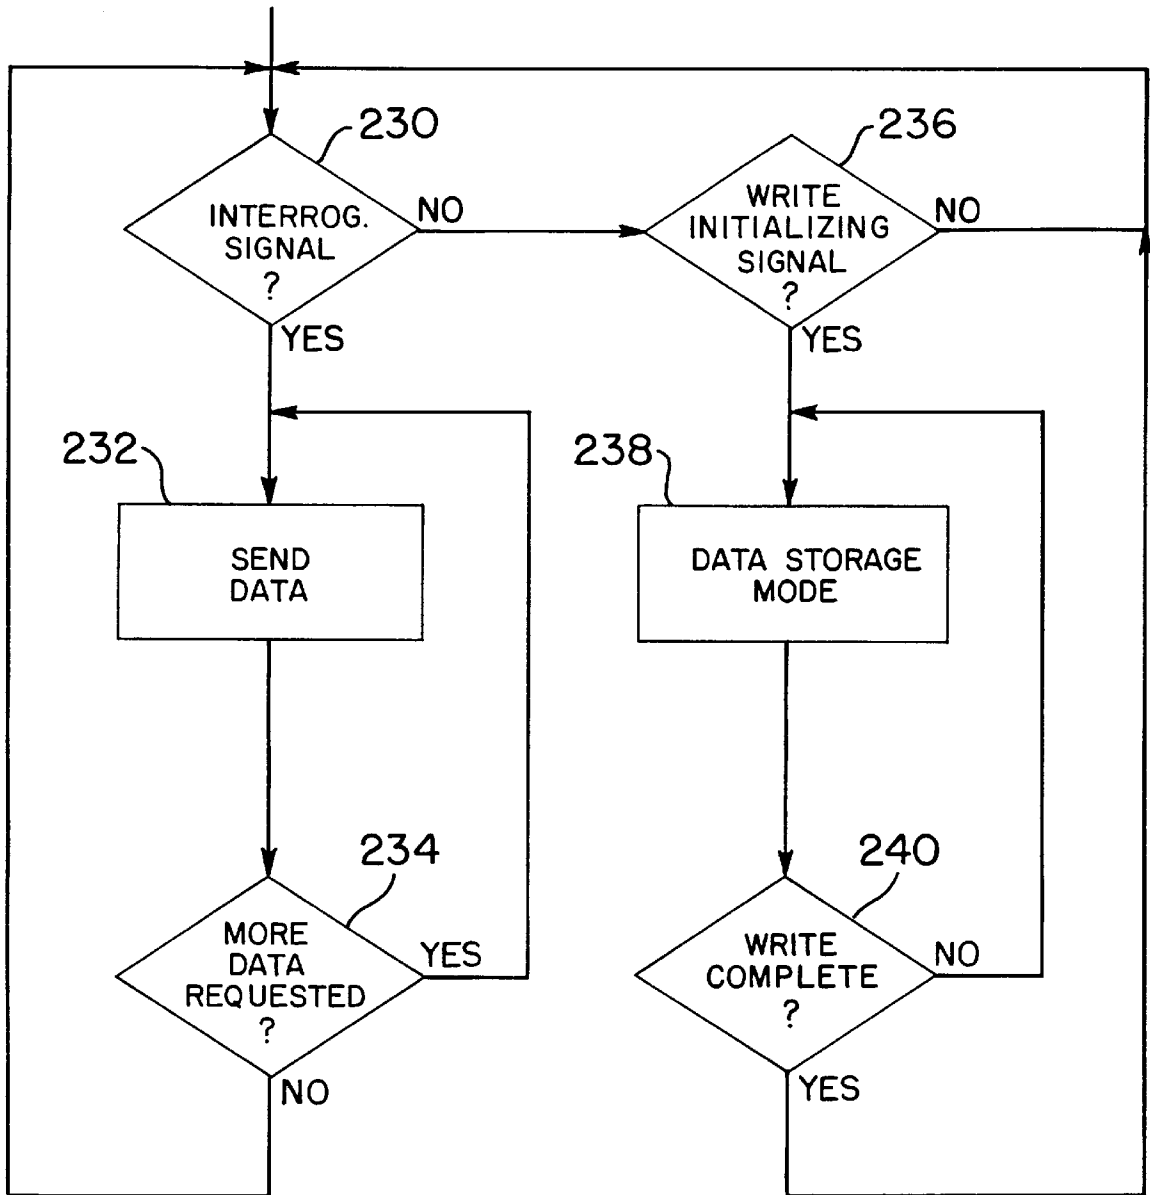 230
INTERROG.
SIGNAL
?
NO
YES
236
WRITE
INITIALIZING
SIGNAL
?
NO
YES
232
SEND
DATA
238
DATA STORAGE
MODE
234
MORE
DATA
REQUESTED
?
YES
NO
240
WRITE
COMPLETE
?
NO
YES